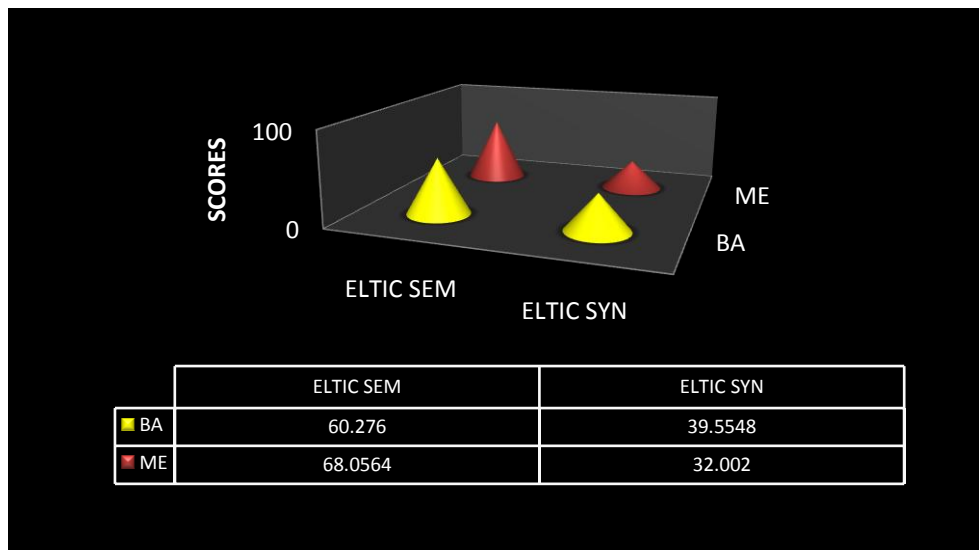 100
SCORES
0
ME
BA
ELTIC SEM
ELTIC SYN
ELTIC SEM ELTIC SYN
BA 60.276 39.5548
ME 68.0564 32.002